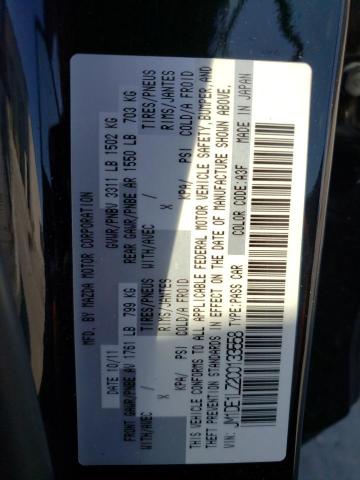 MFD. BY MAZDA MOTOR CORPORATION
DATE: 10/11 GVWR/PNBV 3311 LB 1502 KG
FRONT GAWR/PNBE AV 1761 LB 799 KG REAR GAWR/PNBE AR 1550 LB 703 KG
WITH/AVEC TIRES/PNEUS WITH/AVEC TIRES/PNEUS
X RIMS/JANTES X RIMS/JANTES
KPA/ PSI COLD/A FROID KPA/ PSI COLD/A FROID
THIS VEHICLE CONFORMS TO ALL APPLICABLE FEDERAL MOTOR VEHICLE SAFETY, BUMPER, AND
THEFT PREVENTION STANDARDS IN EFFECT ON THE DATE OF MANUFACTURE SHOWN ABOVE.
JM1DE1LZ2C0133558 COLOR CODE: A3F MADE IN JAPAN
VIN: TYPE: PASS CAR